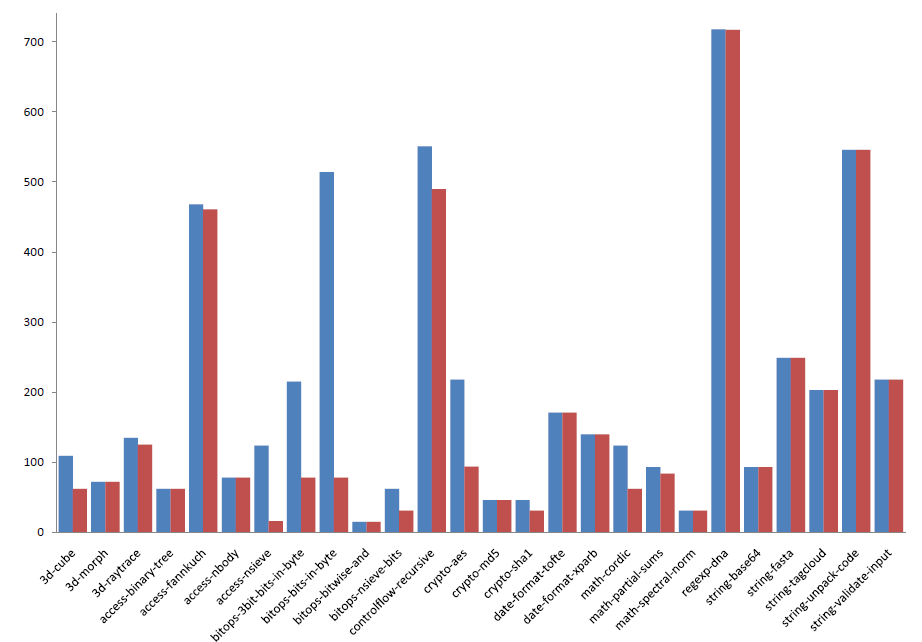 700
600
500
400
300
200
100
0
3d-cube
3d-morph
3d-raytrace
access-binary-tree
access-fannkuch
access-nbody
access-nsieve
bitops-3bit-bits-in-byte
bitops-bits-in-byte
bitops-bitwise-and
bitops-nsieve-bits
controlflow-recursive
crypto-aes
crypto-md5
crypto-sha1
date-format-tofte
date-format-xparb
math-cordic
math-partial-sums
math-spectral-norm
regexp-dna
string-base64
string-fasta
string-tagcloud
string-unpack-code
string-validate-input